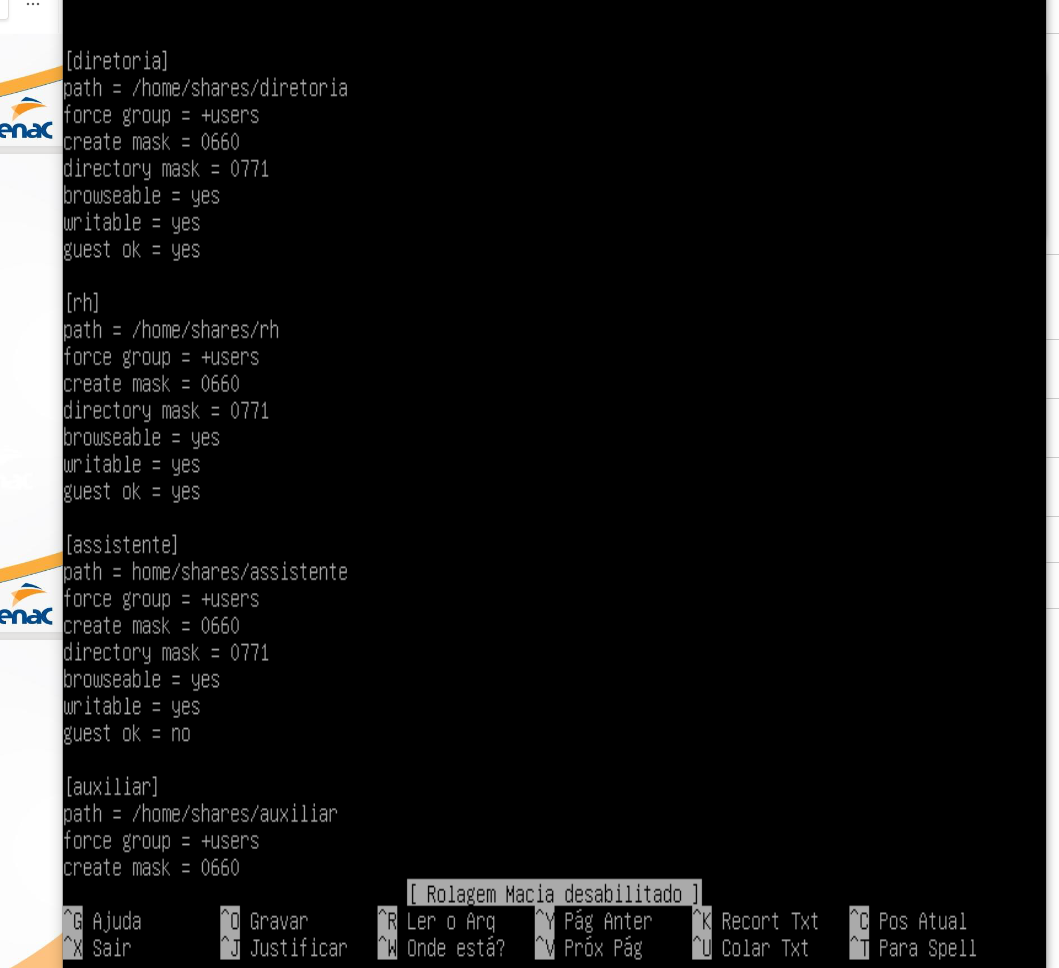 ...
[diretoria]
path = /home/shares/diretoria
force group = +users
enac
create mask = 0660
directory mask = 0771
browseable = yes
writable = yes
guest ok = yes
[rh]
path = /home/shares/rh
force group = +users
create mask = 0660
directory mask = 0771
browseable = yes
writable = yes
guest ok = yes
[assistente]
path = home/shares/assistente
force group = +users
enac
create mask = 0660
directory mask = 0771
browseable = yes
writable = yes
guest ok = no
[auxiliar]
path = /home/shares/auxiliar
force group = +users
create mask = 0660
[ Rolagem Macia desabilitado ]
^G Ajuda ^O Gravar ^R Ler o Arq ^Y Pág Anter ^K Recort Txt ^C Pos Atual
^X Sair ^J Justificar ^W Onde está? ^V Próx Pág ^U Colar Txt ^T Para Spell